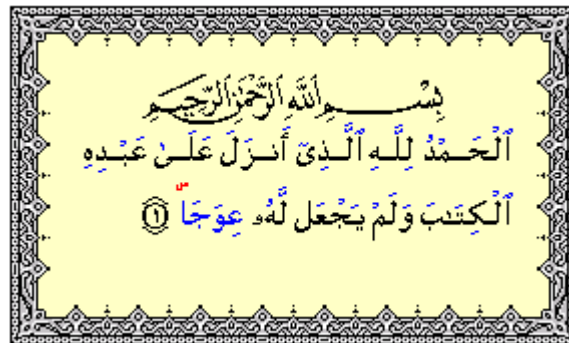 بِسْمِ ٱللَّهِ ٱلرَّحْمَٰنِ ٱلرَّحِيمِ
ٱلْحَمْدُ لِلَّهِ ٱلَّذِىٓ أَنزَلَ عَلَىٰ عَبْدِهِ
ٱلْكِتَٰبَ وَلَمْ يَجْعَل لَّهُۥ عِوَجَاۜ ١